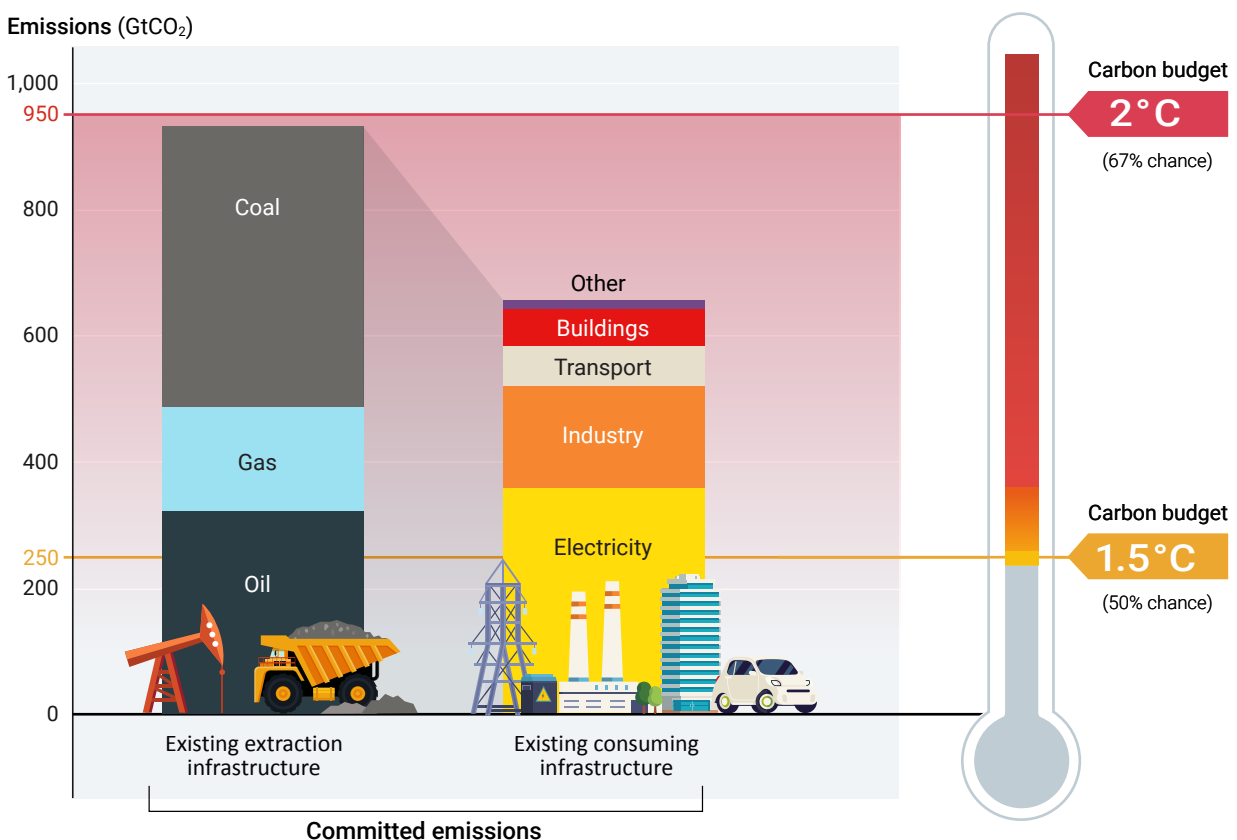 Emissions (GtCO₂)
1,000
950
800
600
400
250
200
0
Coal
Gas
Oil
Other
Buildings
Transport
Industry
Electricity
Existing extraction
infrastructure
Existing consuming
infrastructure
Committed emissions
Carbon budget
2°C
(67% chance)
Carbon budget
1.5°C
(50% chance)